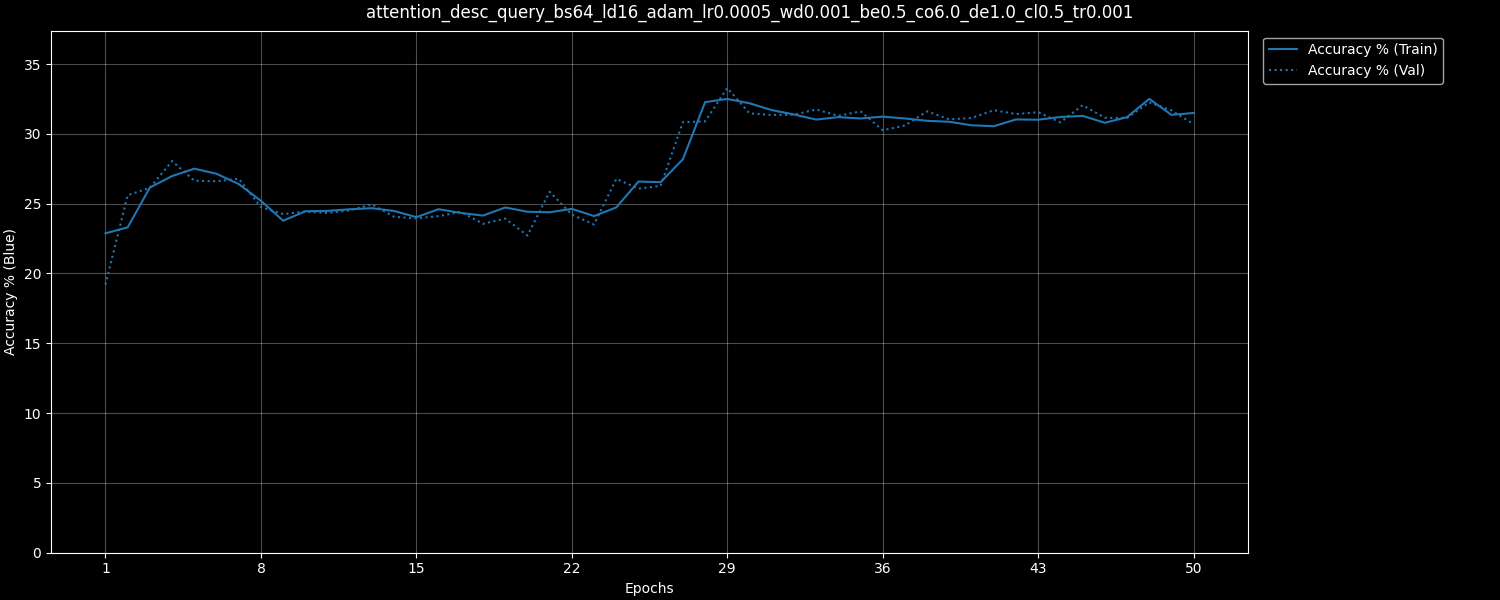 attention_desc_query_bs64_ld16_adam_lr0.0005_wd0.001_be0.5_co6.0_de1.0_cl0.5_tr0.001
Accuracy % (Train)
Accuracy % (Val)
Accuracy % (Blue)
35
30
25
20
15
10
5
0
1 8 15 22 29 36 43 50
Epochs